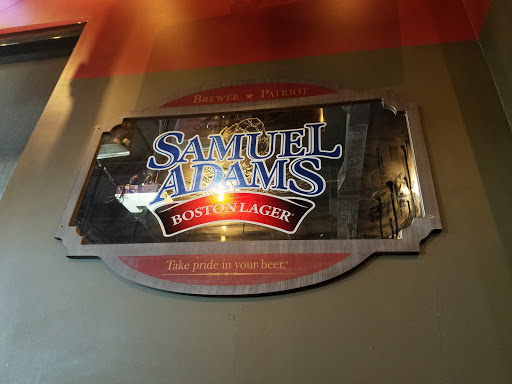 BREWER ★ PATRIOT
SAMUEL
ADAMS
BOSTON LAGER®
Take pride in your beer.®